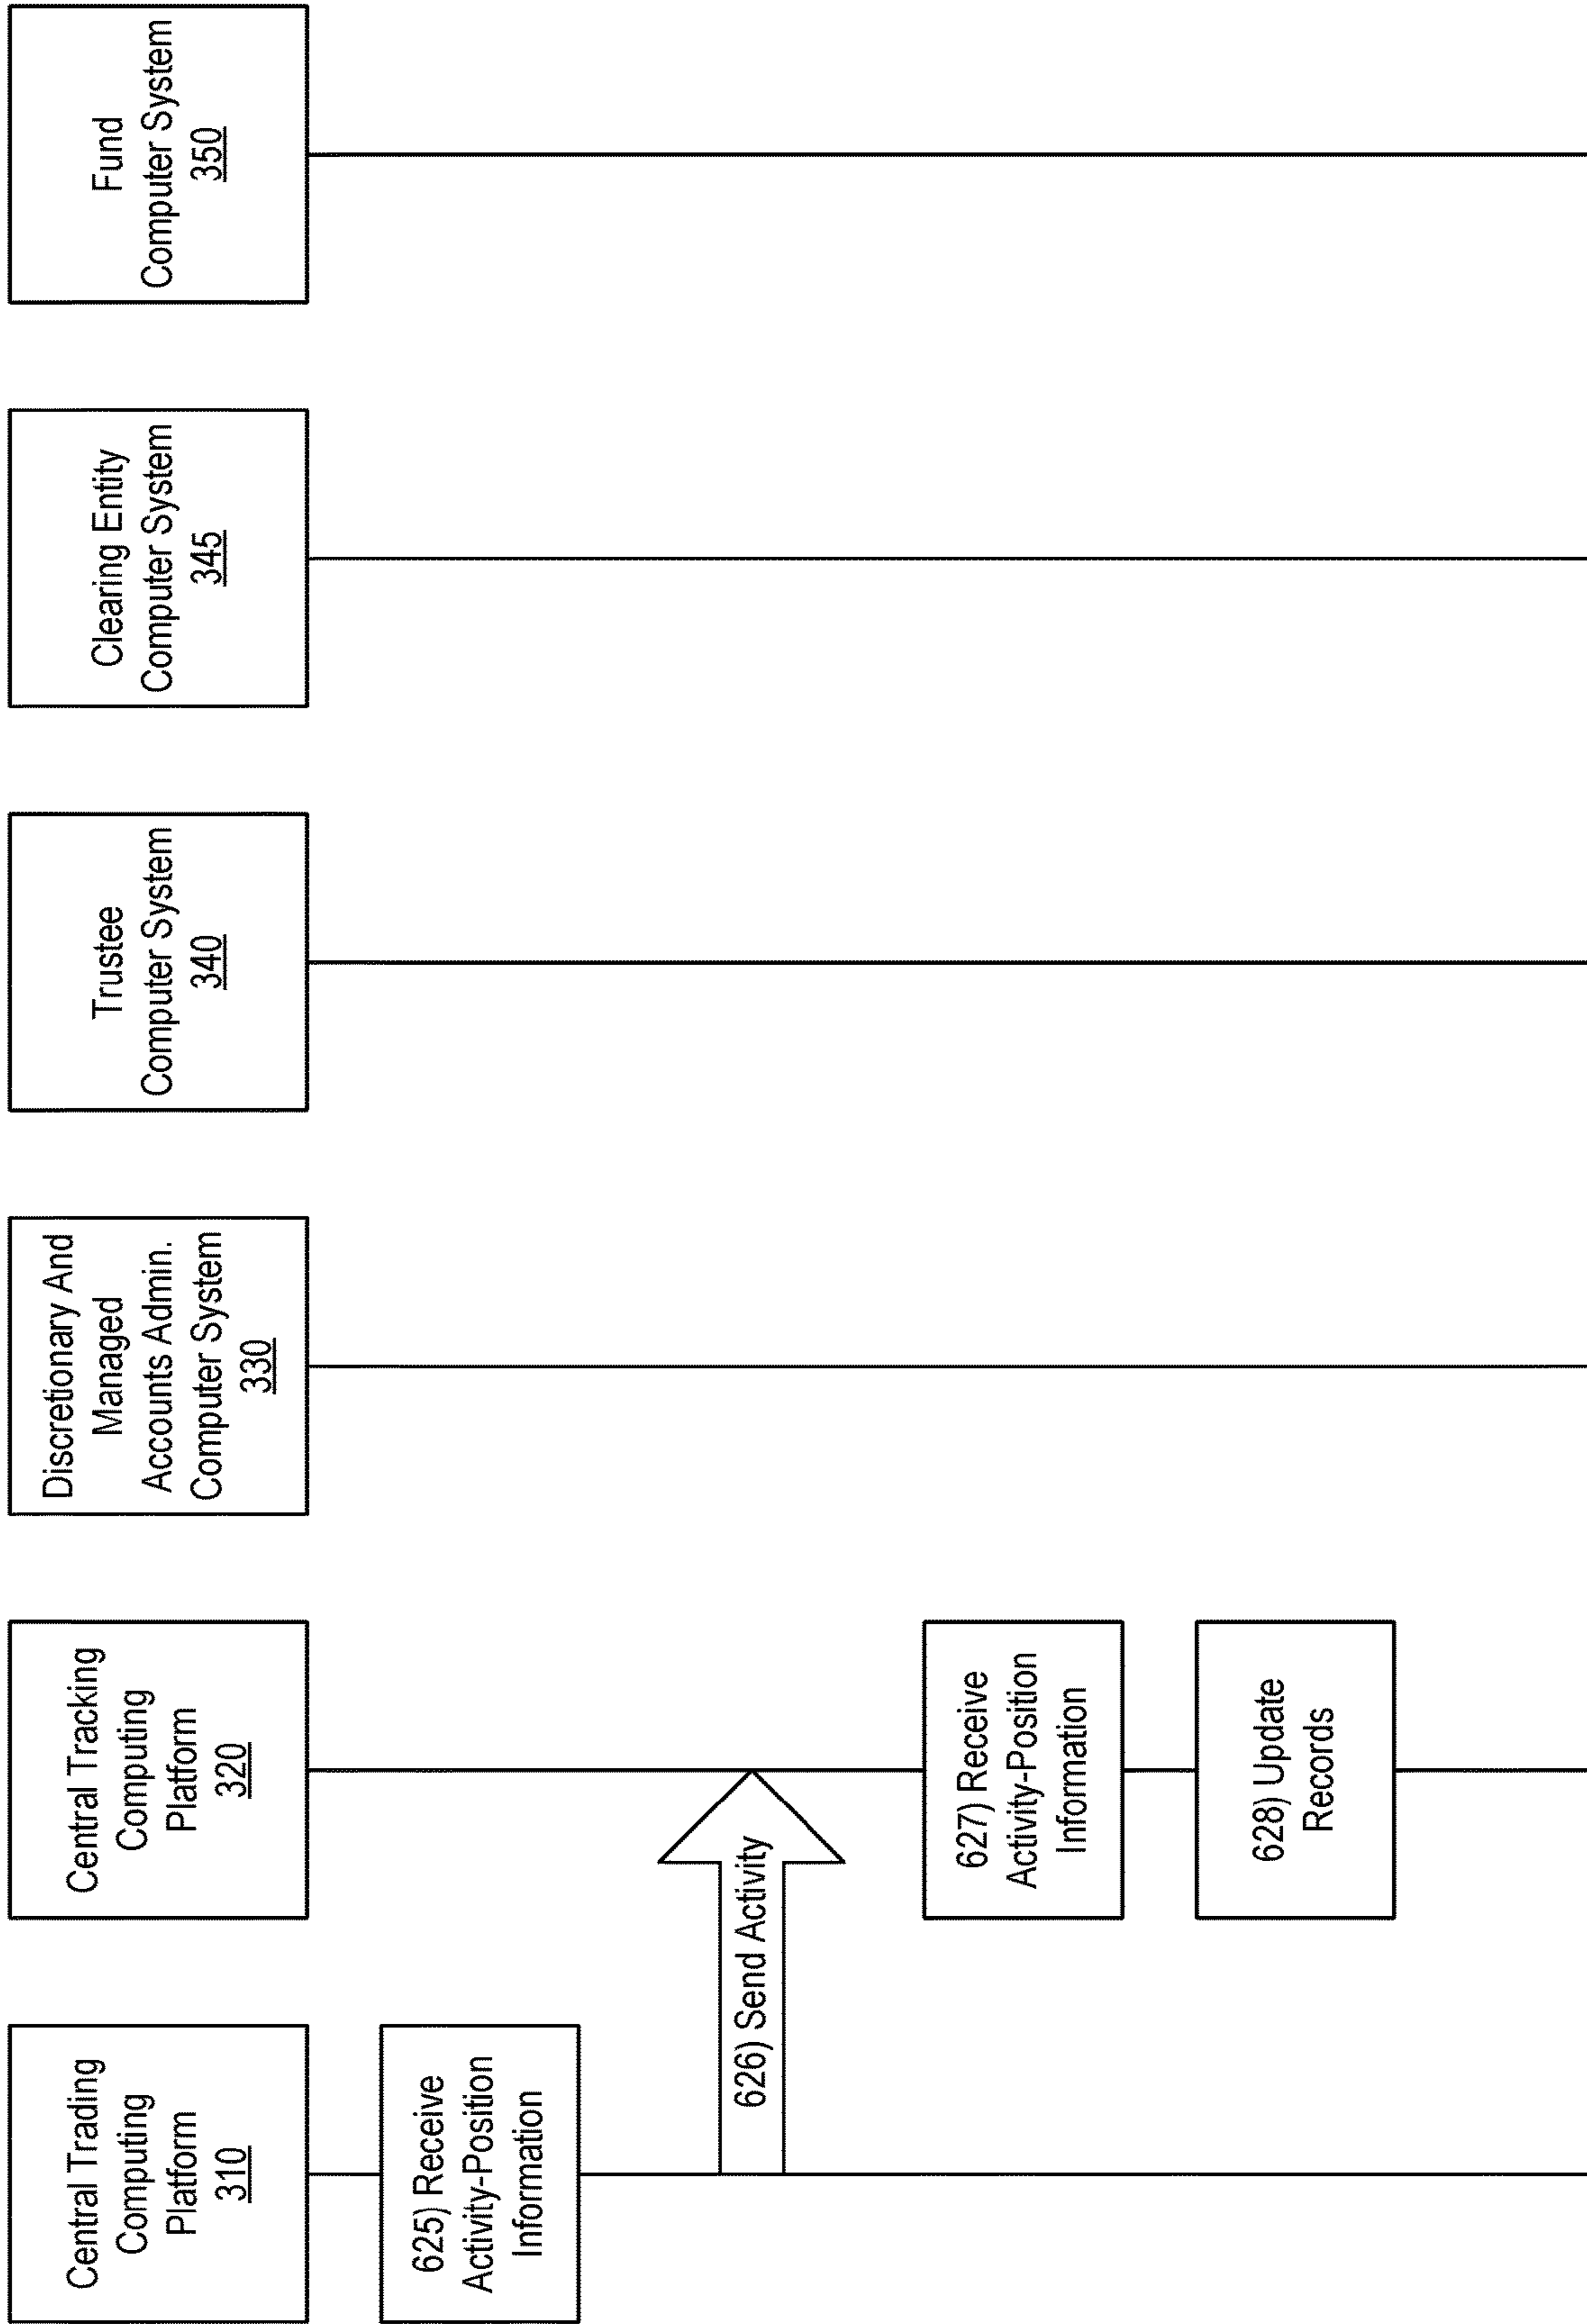 Central Trading
Computing
Platform
310
Central Tracking
Computing
Platform
320
Discretionary And
Managed
Accounts Admin.
Computer System
330
Trustee
Computer System
340
Clearing Entity
Computer System
345
Fund
Computer System
350
625) Receive
Activity-Position
Information
626) Send Activity
627) Receive
Activity-Position
Information
628) Update
Records